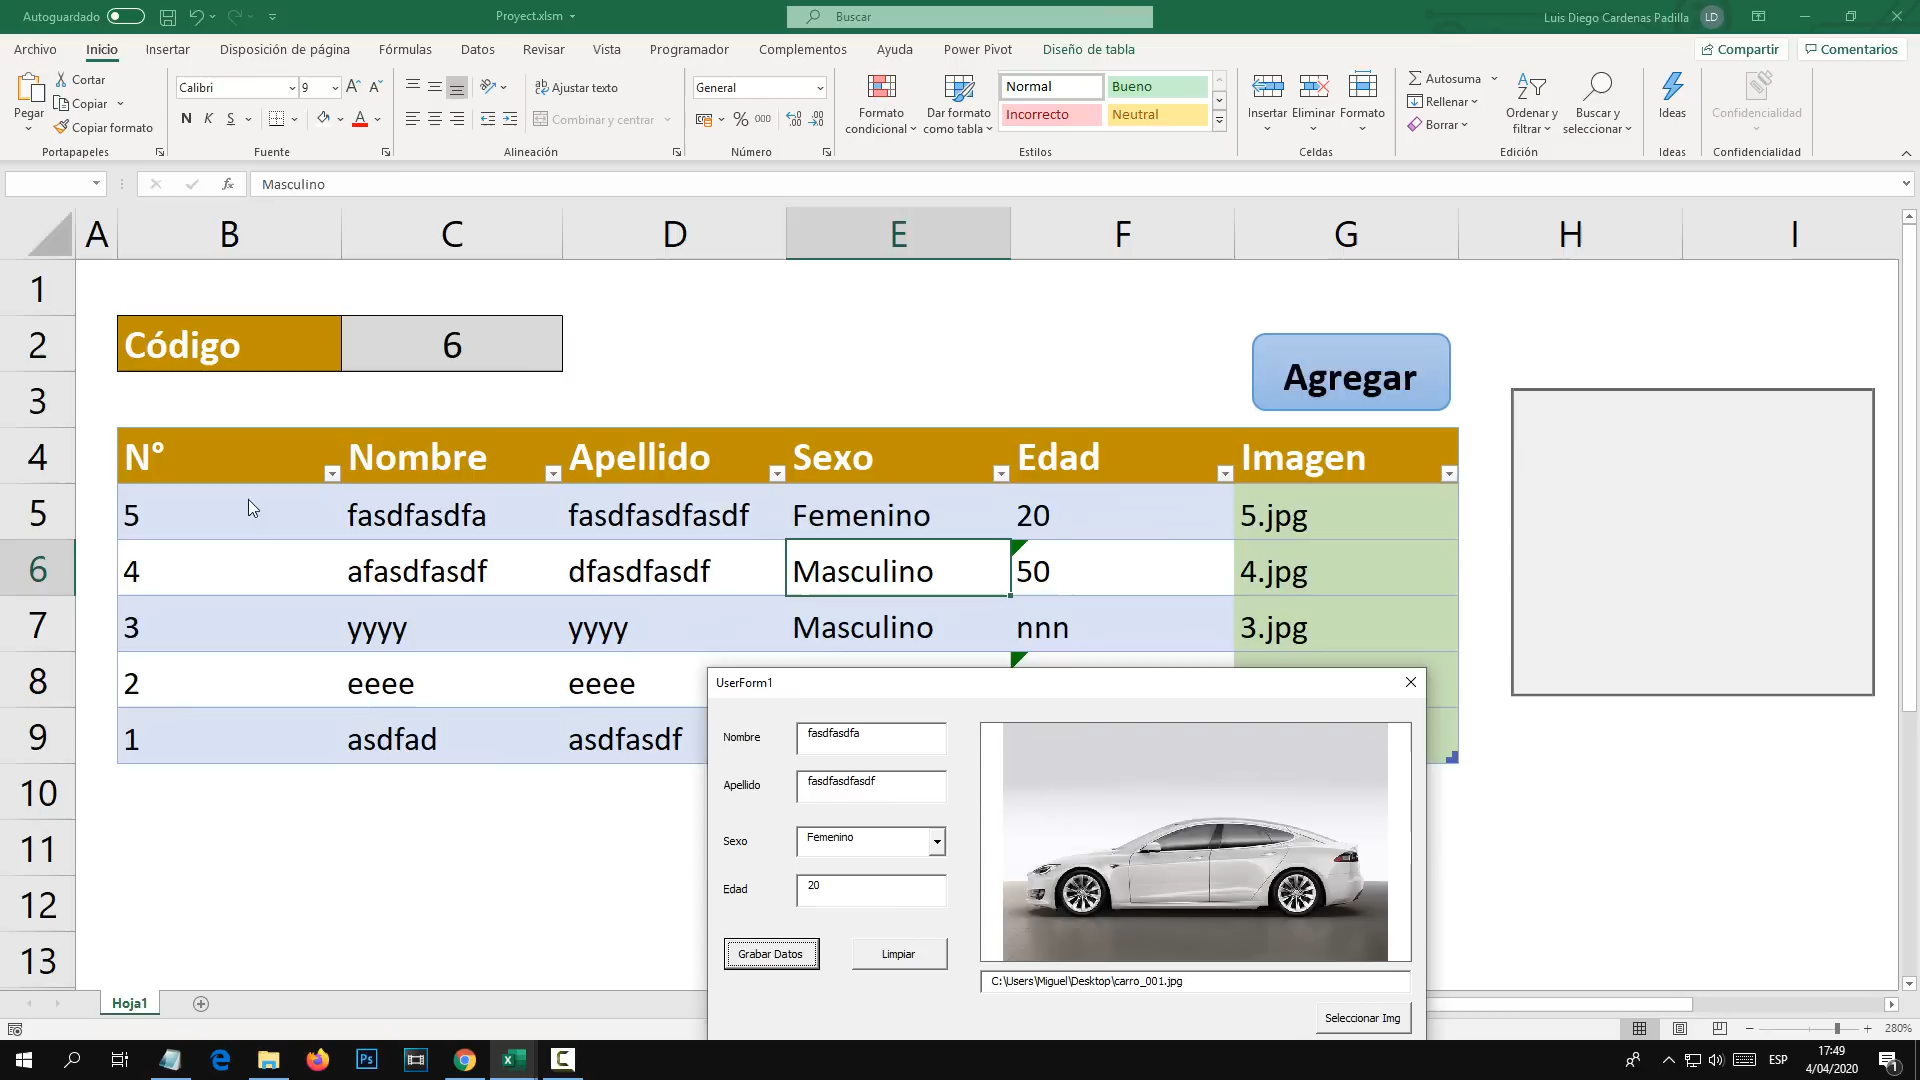 Autoguardado
Proyect.xlsm
Buscar
Luis Diego Cardenas Padilla
LD
Archivo Inicio Insertar Disposición de página Fórmulas Datos Revisar Vista Programador Complementos Ayuda Power Pivot Diseño de tabla
Compartir Comentarios
Pegar
Cortar
Copiar
Copiar formato
Portapapeles
Calibri 9
N K S
Fuente
Ajustar texto
Combinar y centrar
Alineación
General
% 000
Número
Formato condicional
Dar formato como tabla
Normal Bueno
Incorrecto Neutral
Estilos
Insertar Eliminar Formato
Celdas
Autosuma
Rellenar
Borrar
Ordenar y filtrar
Buscar y seleccionar
Edición
Ideas
Ideas
Confidencialidad
Confidencialidad
fx Masculino
A B C D E F G H I
1
2 Código 6
Agregar
3
4 N° Nombre Apellido Sexo Edad Imagen
5 5 fasdfasdfa fasdfasdfasdf Femenino 20 5.jpg
6 4 afasdfasdf dfasdfasdf Masculino 50 4.jpg
7 3 yyyy yyyy Masculino nnn 3.jpg
8 2 eeee eeee
9 1 asdfad asdfasdf
10
11
12
13
UserForm1
Nombre fasdfasdfa
Apellido fasdfasdfasdf
Sexo Femenino
Edad 20
Grabar Datos Limpiar
C:\Users\Miguel\Desktop\carro_001.jpg
Seleccionar Img
Hoja1
280%
Ps
ESP
17:49
4/04/2020
1